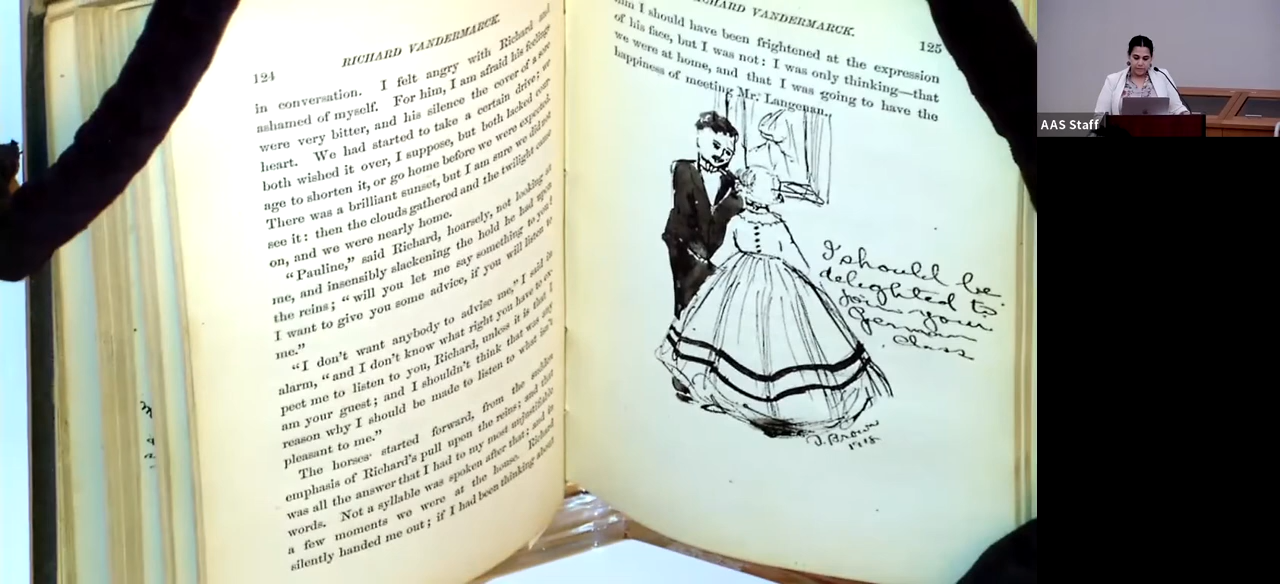 RICHARD VANDERMARCK.
124
in conversation. I felt angry with Richard and
ashamed of myself. For him, I am afraid his feelings
were very bitter, and his silence the cover of a sore
heart. We had started to take a certain drive; we
both wished it over, I suppose, but both lacked cour-
age to shorten it, or go home before we were expected.
There was a brilliant sunset, but I am sure we did not
see it: then the clouds gathered and the twilight came
on, and we were nearly home.
“Pauline,” said Richard, hoarsely, not looking at
me, and insensibly slackening the hold he had upon
the reins; “will you let me say something to you?
I want to give you some advice, if you will listen to
me.”
“I don’t want anybody to advise me,” I said in
alarm, “and I don’t know what right you have to ex-
pect me to listen to you, Richard, unless it is that I
am your guest; and I shouldn’t think that was any
reason why I should be made to listen to what isn’t
pleasant to me.”
The horses started forward, from the sudden
emphasis of Richard’s pull upon the reins; and that
was all the answer that I had to my most unjustifiable
words. Not a syllable was spoken after that; and in
a few moments we were at the house. Richard
silently handed me out; if I had been thinking about
RICHARD VANDERMARCK.
125
him I should have been frightened at the expression
of his face, but I was not: I was only thinking—that
we were at home, and that I was going to have the
happiness of meeting Mr. Langenau.
I should be
delighted to
join your
German
class
J. Brown
1918
AAS Staff